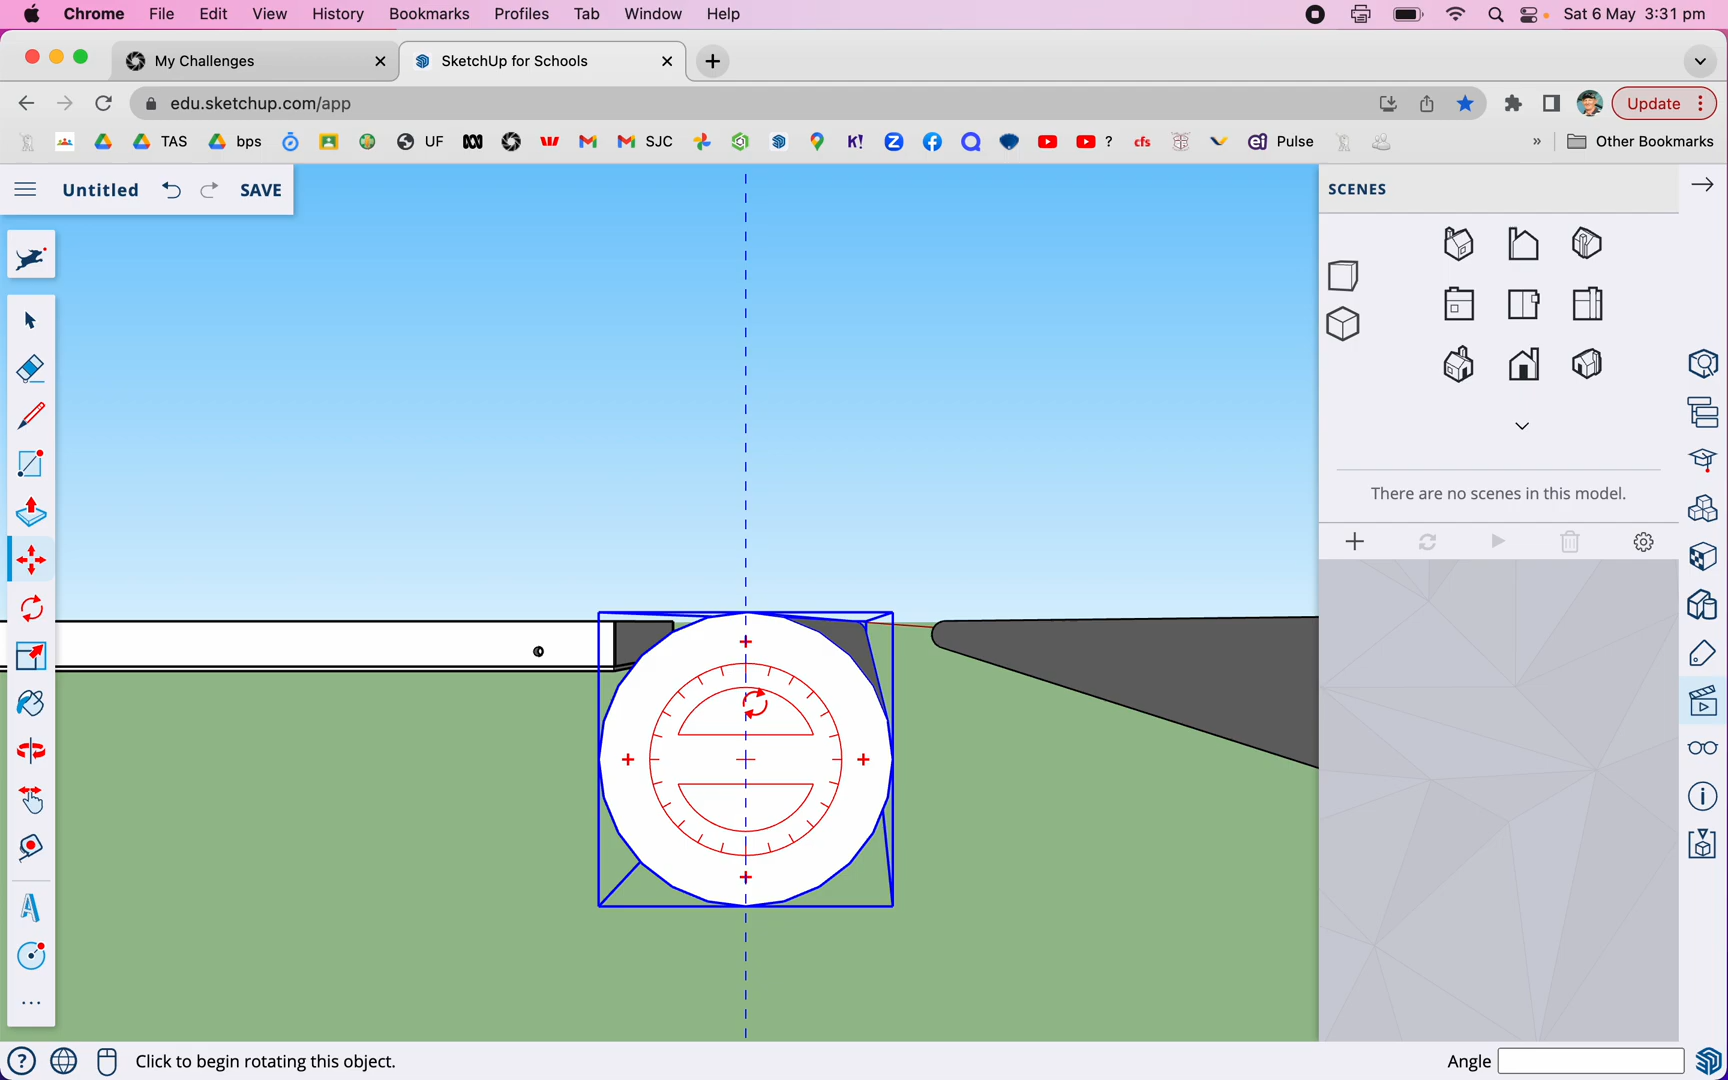 Chrome File Edit View History Bookmarks Profiles Tab Window Help Sat 6 May 3:31 pm
My Challenges SketchUp for Schools
edu.sketchup.com/app Update
TAS bps UF SJC K! ? cfs ei Pulse » Other Bookmarks
Untitled SAVE
SCENES
There are no scenes in this model.
Click to begin rotating this object. Angle